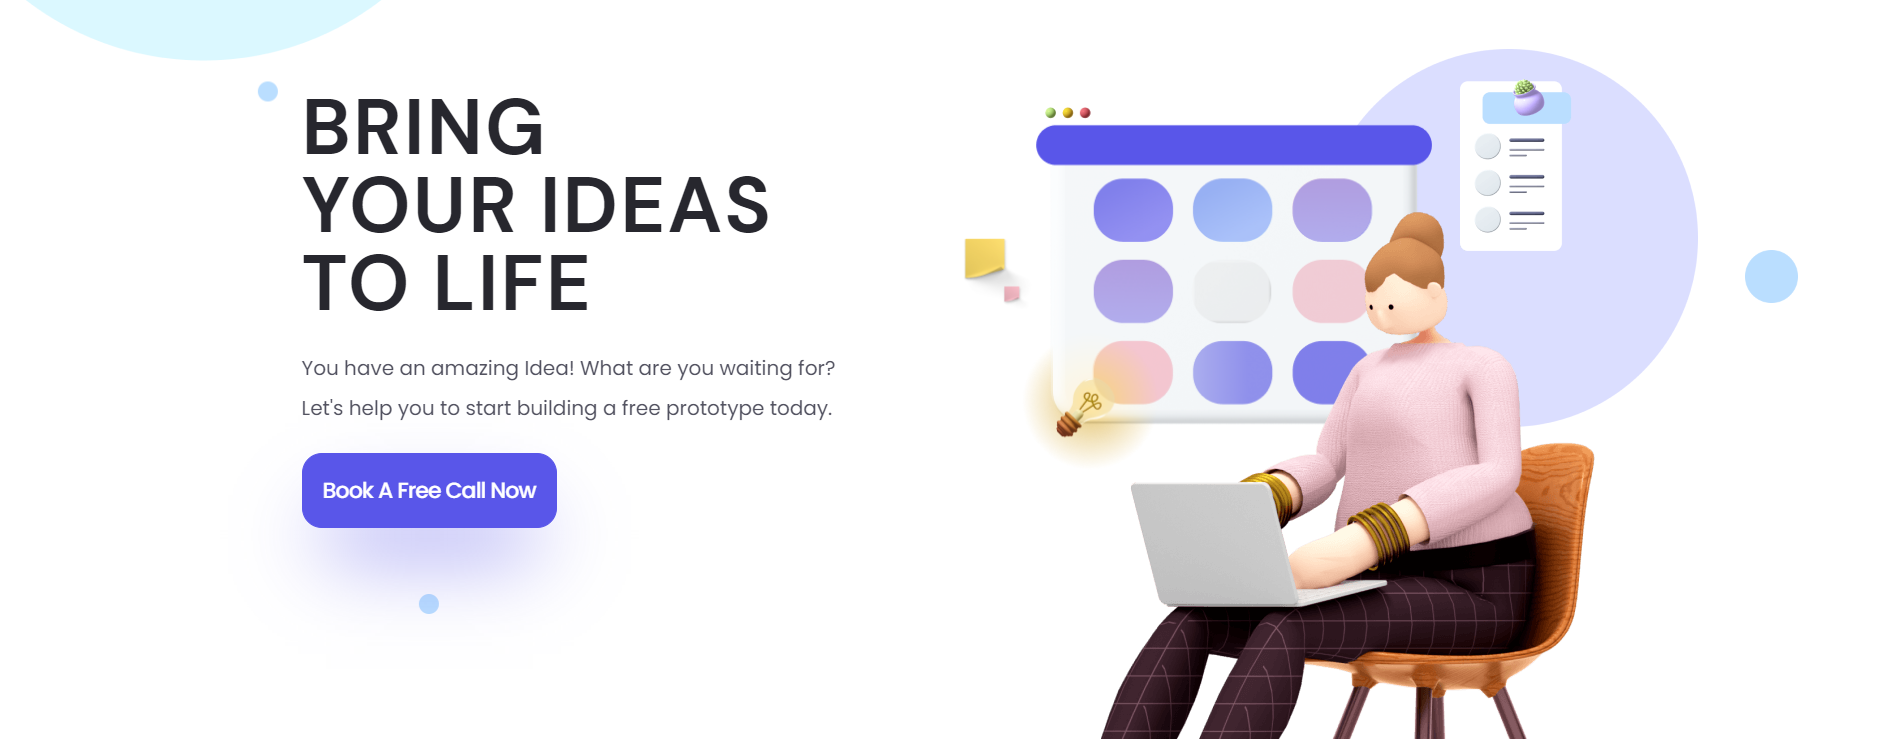 BRING
YOUR IDEAS
TO LIFE
You have an amazing Idea! What are you waiting for?
Let's help you to start building a free prototype today.
Book A Free Call Now